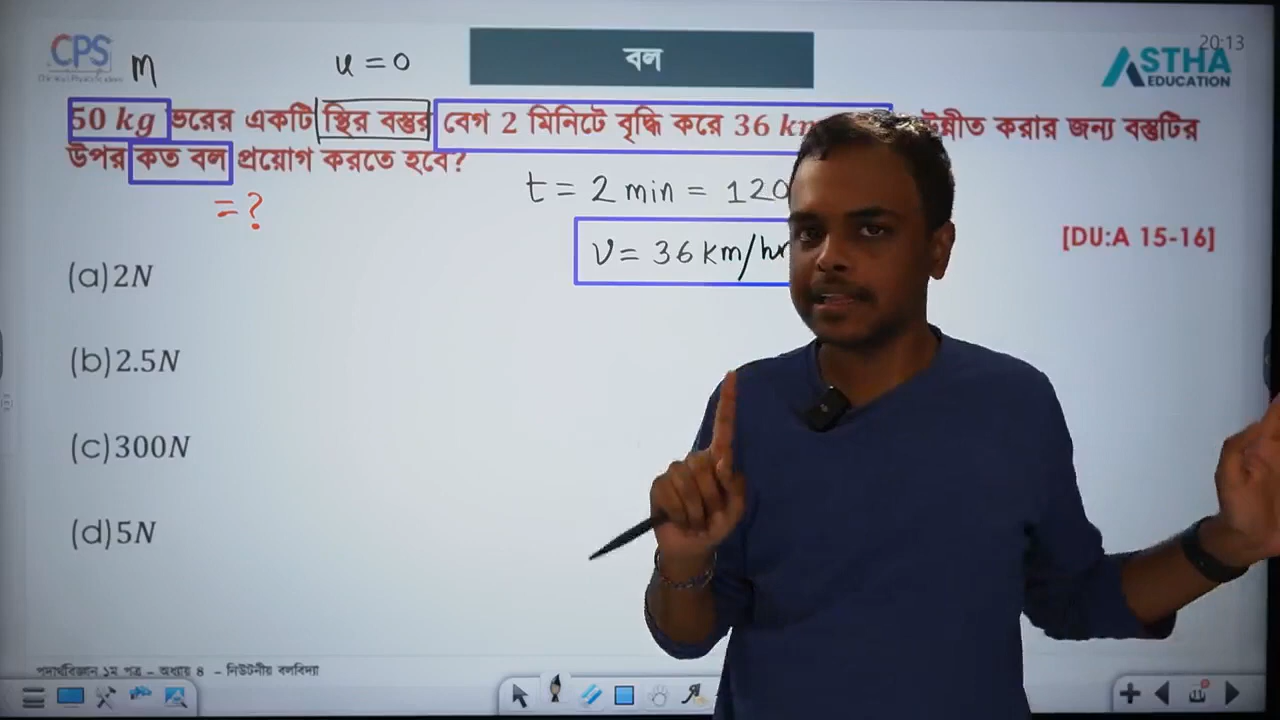 CPS
m
u = 0
বল
20:13
ASTHA
EDUCATION
50 kg ভরের একটি স্থির বস্তুর বেগ 2 মিনিটে বৃদ্ধি করে 36 করার জন্য বস্তুটির
উপর কত বল প্রয়োগ করতে হবে?
= ?
t = 2 min = 120
v = 36 km/hr
[DU:A 15-16]
(a) 2N
(b) 2.5N
(c) 300N
(d) 5N
পদার্থবিজ্ঞান ১ম পত্র – অধ্যায় ৪ – নিউটনীয় বলবিদ্যা